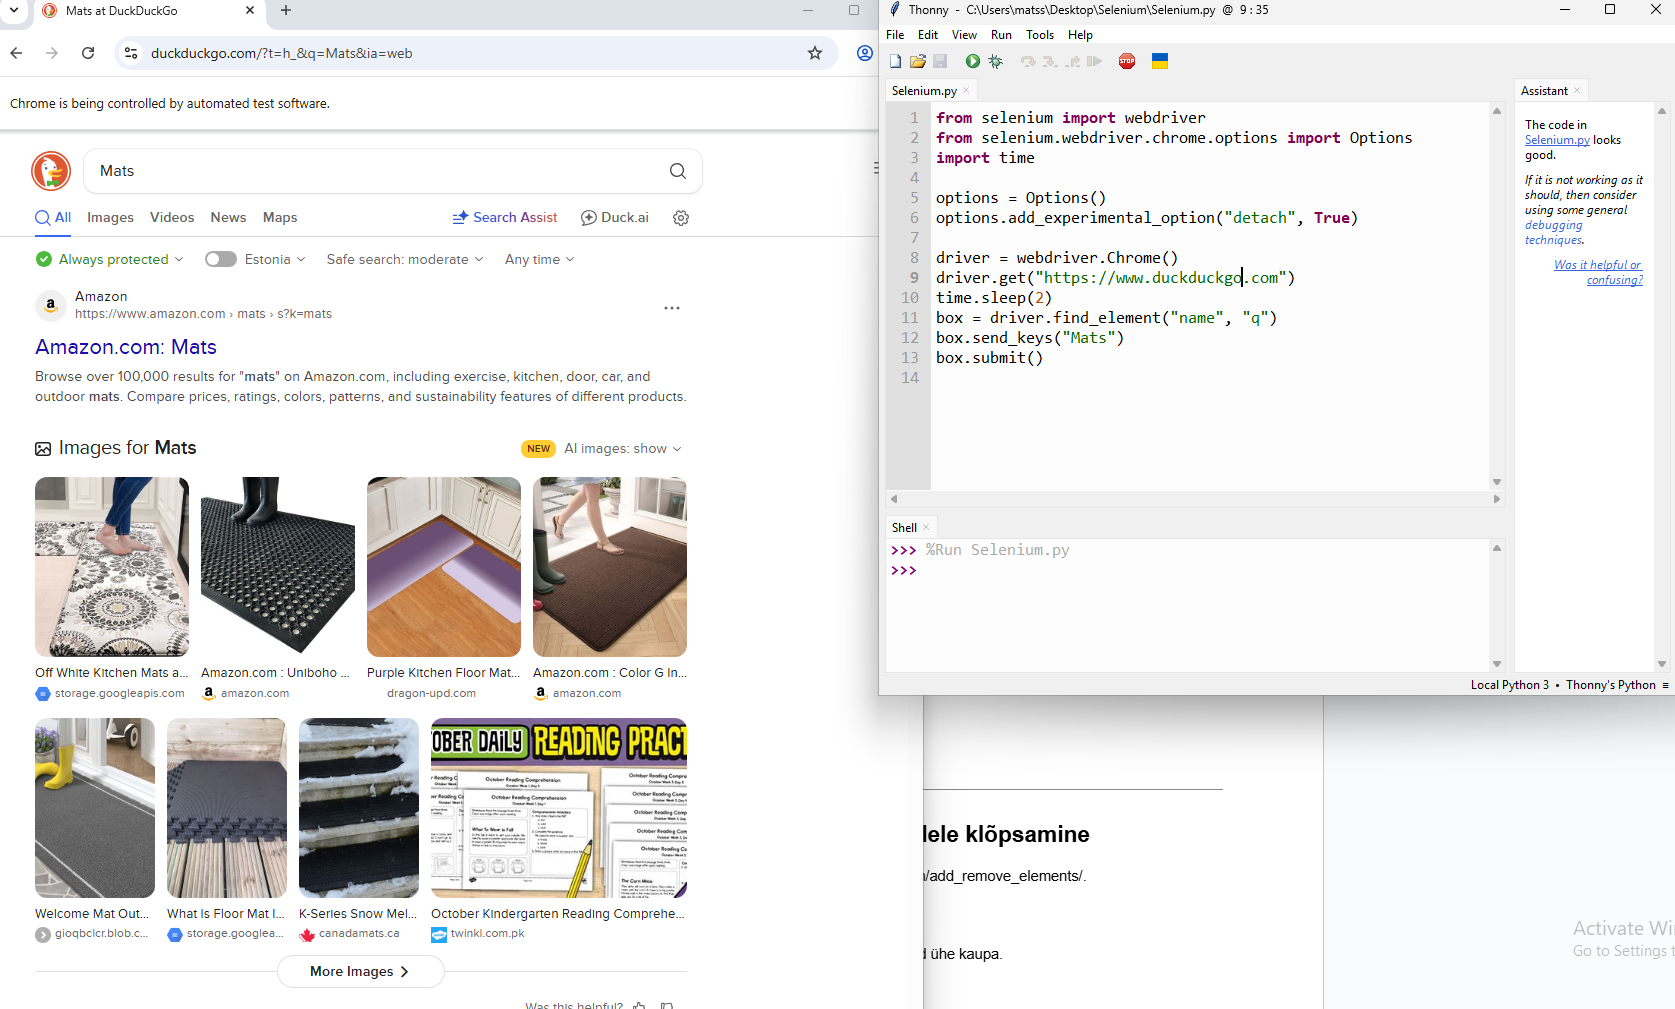 Mats at DuckDuckGo
duckduckgo.com/?t=h_&q=Mats&ia=web
Chrome is being controlled by automated test software.
Mats
All Images Videos News Maps Search Assist Duck.ai
Always protected Estonia Safe search: moderate Any time
Amazon
https://www.amazon.com › mats › s?k=mats
Amazon.com: Mats
Browse over 100,000 results for "mats" on Amazon.com, including exercise, kitchen, door, car, and
outdoor mats. Compare prices, ratings, colors, patterns, and sustainability features of different products.
Images for Mats NEW AI images: show
Off White Kitchen Mats a... Amazon.com : Uniboho ... Purple Kitchen Floor Mat... Amazon.com : Color G In...
storage.googleapis.com amazon.com dragon-upd.com amazon.com
OBER DAILY READING PRACT
October Reading Comprehension
Welcome Mat Out... What Is Floor Mat I... K-Series Snow Mel... October Kindergarten Reading Comprehe...
gioqbclcr.blob.c... storage.googlea... canadamats.ca twinkl.com.pk
More Images
Was this helpful?
Thonny - C:\Users\matss\Desktop\Selenium\Selenium.py @ 9 : 35
File Edit View Run Tools Help
STOP
Selenium.py
1 from selenium import webdriver
2 from selenium.webdriver.chrome.options import Options
3 import time
4
5 options = Options()
6 options.add_experimental_option("detach", True)
7
8 driver = webdriver.Chrome()
9 driver.get("https://www.duckduckgo.com")
10 time.sleep(2)
11 box = driver.find_element("name", "q")
12 box.send_keys("Mats")
13 box.submit()
14
Shell
>>> %Run Selenium.py
>>>
Assistant
The code in
Selenium.py looks
good.
If it is not working as it
should, then consider
using some general
debugging
techniques.
Was it helpful or
confusing?
Local Python 3 • Thonny's Python ≡
lele klõpsamine
/add_remove_elements/.
d ühe kaupa.
Activate Wi
Go to Settings t